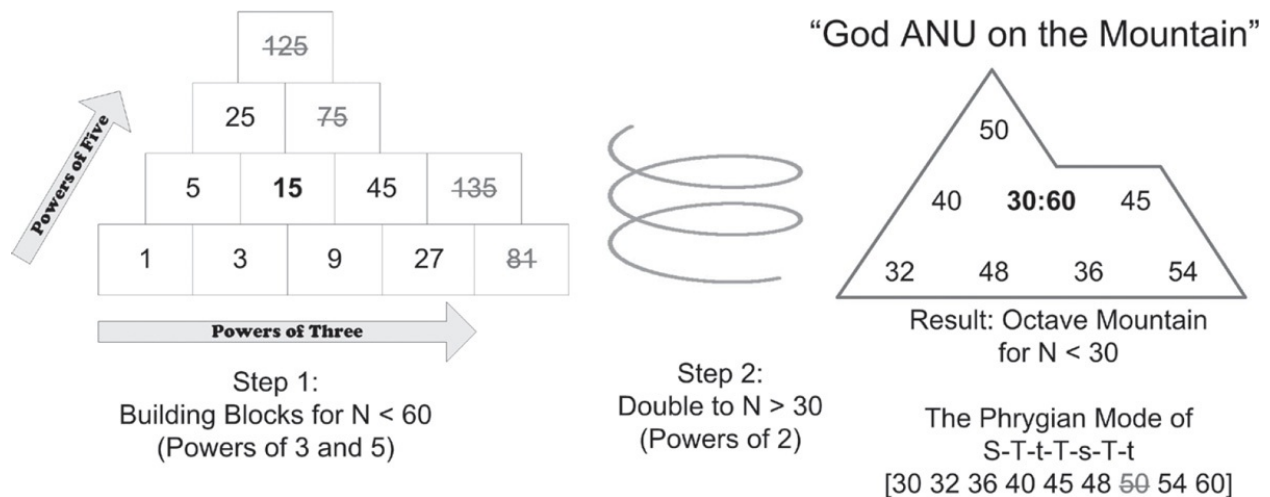 125
25 75
5 15 45 135
1 3 9 27 81
Powers of Five
Powers of Three
Step 1:
Building Blocks for N < 60
(Powers of 3 and 5)
Step 2:
Double to N > 30
(Powers of 2)
“God ANU on the Mountain”
50
40 30:60 45
32 48 36 54
Result: Octave Mountain
for N < 30
The Phrygian Mode of
S-T-t-T-s-T-t
[30 32 36 40 45 48 50 54 60]